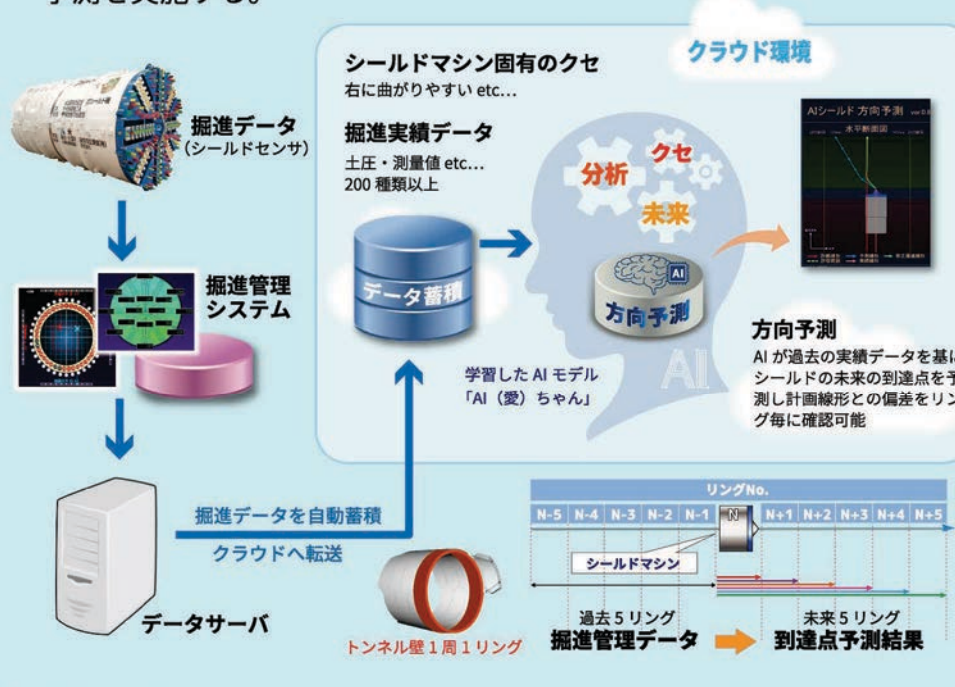 予測を実施する。
クラウド環境
シールドマシン固有のクセ
右に曲がりやすい etc...
掘進実績データ
土圧・測量値 etc...
200 種類以上
掘進データ
(シールドセンサ)
掘進管理
システム
データサーバ
掘進データを自動蓄積
クラウドへ転送
データ蓄積
学習した AI モデル
「AI（愛）ちゃん」
分析
クセ
未来
AI
方向予測
AI
AIシールド 方向予測
水平断面図
方向予測
AI が過去の実績データを基に
シールドの未来の到達点を予
測し計画線形との偏差をリン
グ毎に確認可能
トンネル壁 1 周 1 リング
リングNo.
N-5 N-4 N-3 N-2 N-1 N N+1 N+2 N+3 N+4 N+5
シールドマシン
過去 5 リング
掘進管理データ
未来 5 リング
到達点予測結果